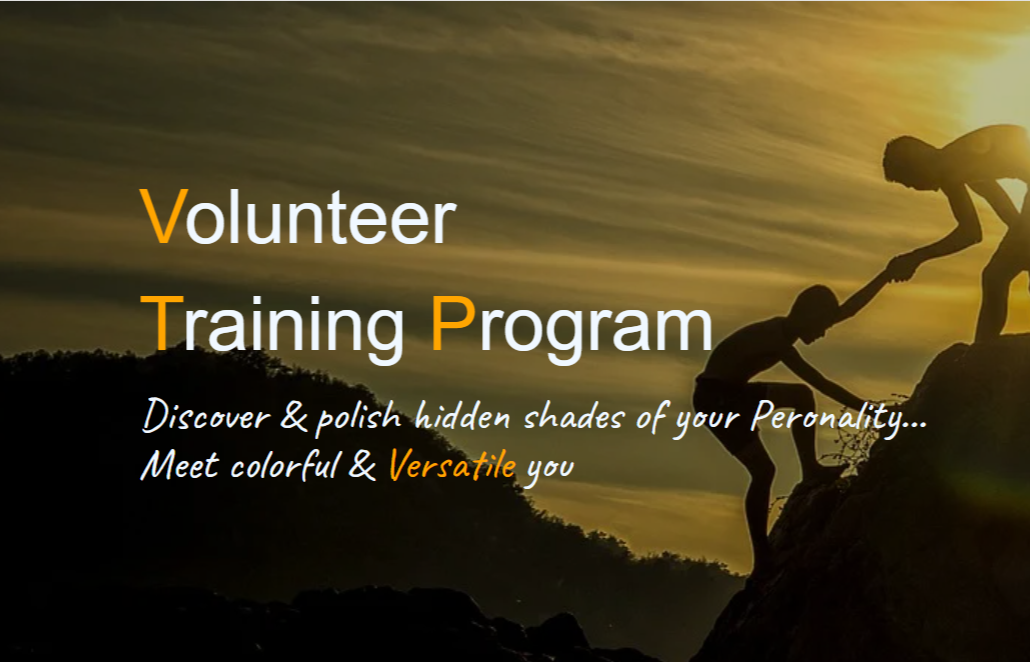 Volunteer
Training Program
Discover & polish hidden shades of your Peronality...
Meet colorful & Versatile you